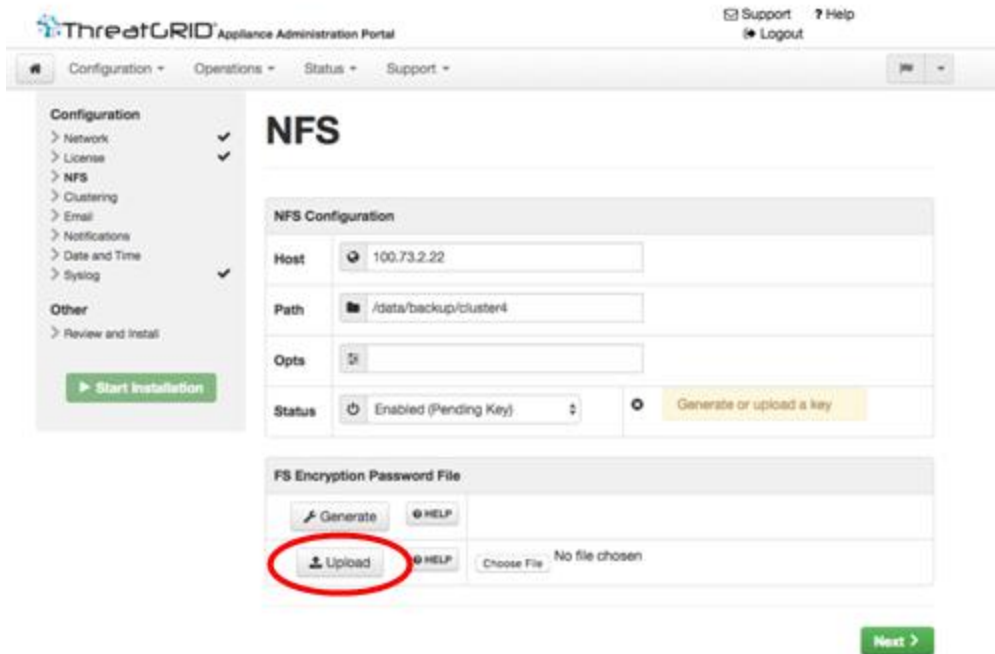 Support ? Help
ThreatGRID Appliance Administration Portal
Logout
Configuration Operations Status Support
Configuration
Network
License
NFS
Clustering
Email
Notifications
Date and Time
Syslog
Other
Review and Install
Start Installation
NFS
NFS Configuration
Host 100.73.2.22
Path /data/backup/cluster4
Opts
Status Enabled (Pending Key) Generate or upload a key
FS Encryption Password File
Generate HELP
Upload HELP Choose File No file chosen
Next